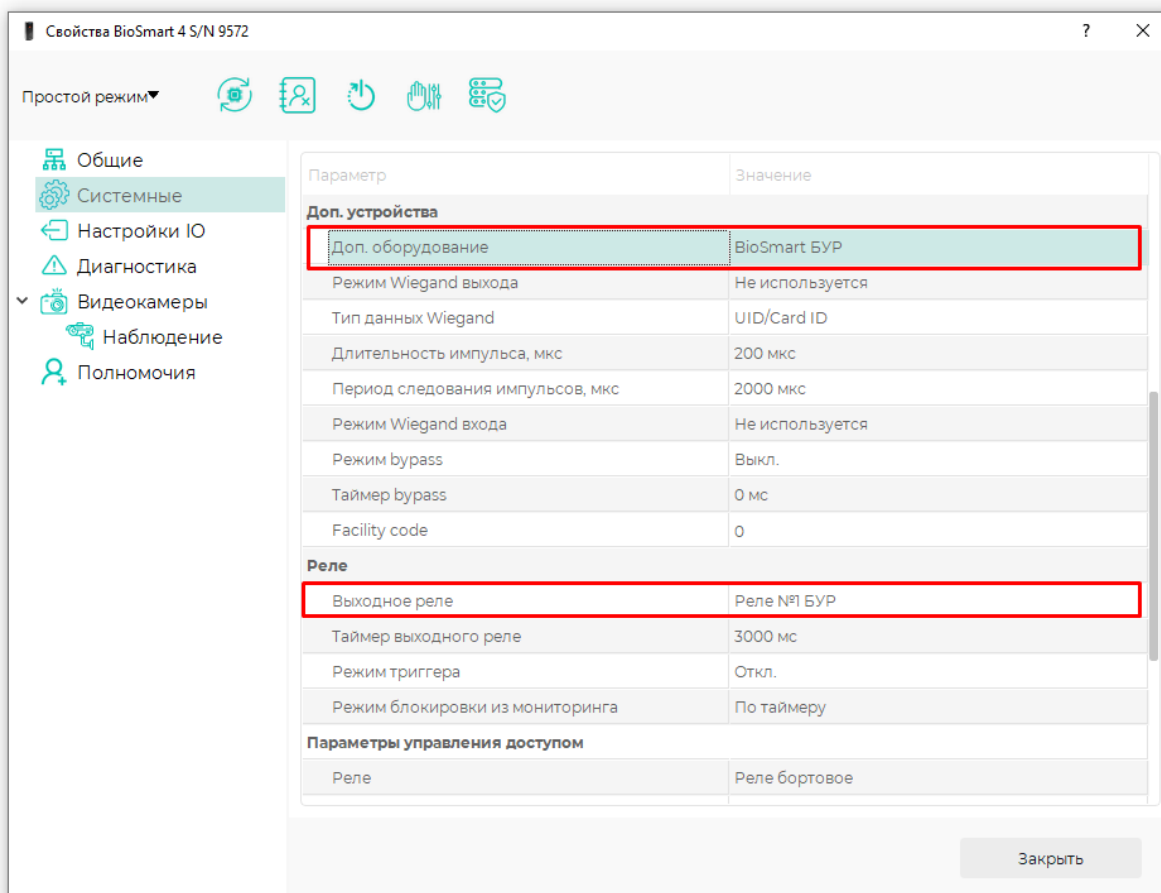 Свойства BioSmart 4 S/N 9572
?
Простой режим
Общие
Системные
Настройки IO
Диагностика
Видеокамеры
Наблюдение
Полномочия
Параметр Значение
Доп. устройства
Доп. оборудование BioSmart БУР
Режим Wiegand выхода Не используется
Тип данных Wiegand UID/Card ID
Длительность импульса, мкс 200 мкс
Период следования импульсов, мкс 2000 мкс
Режим Wiegand входа Не используется
Режим bypass Выкл.
Таймер bypass 0 мс
Facility code 0
Реле
Выходное реле Реле №1 БУР
Таймер выходного реле 3000 мс
Режим триггера Откл.
Режим блокировки из мониторинга По таймеру
Параметры управления доступом
Реле Реле бортовое
Закрыть